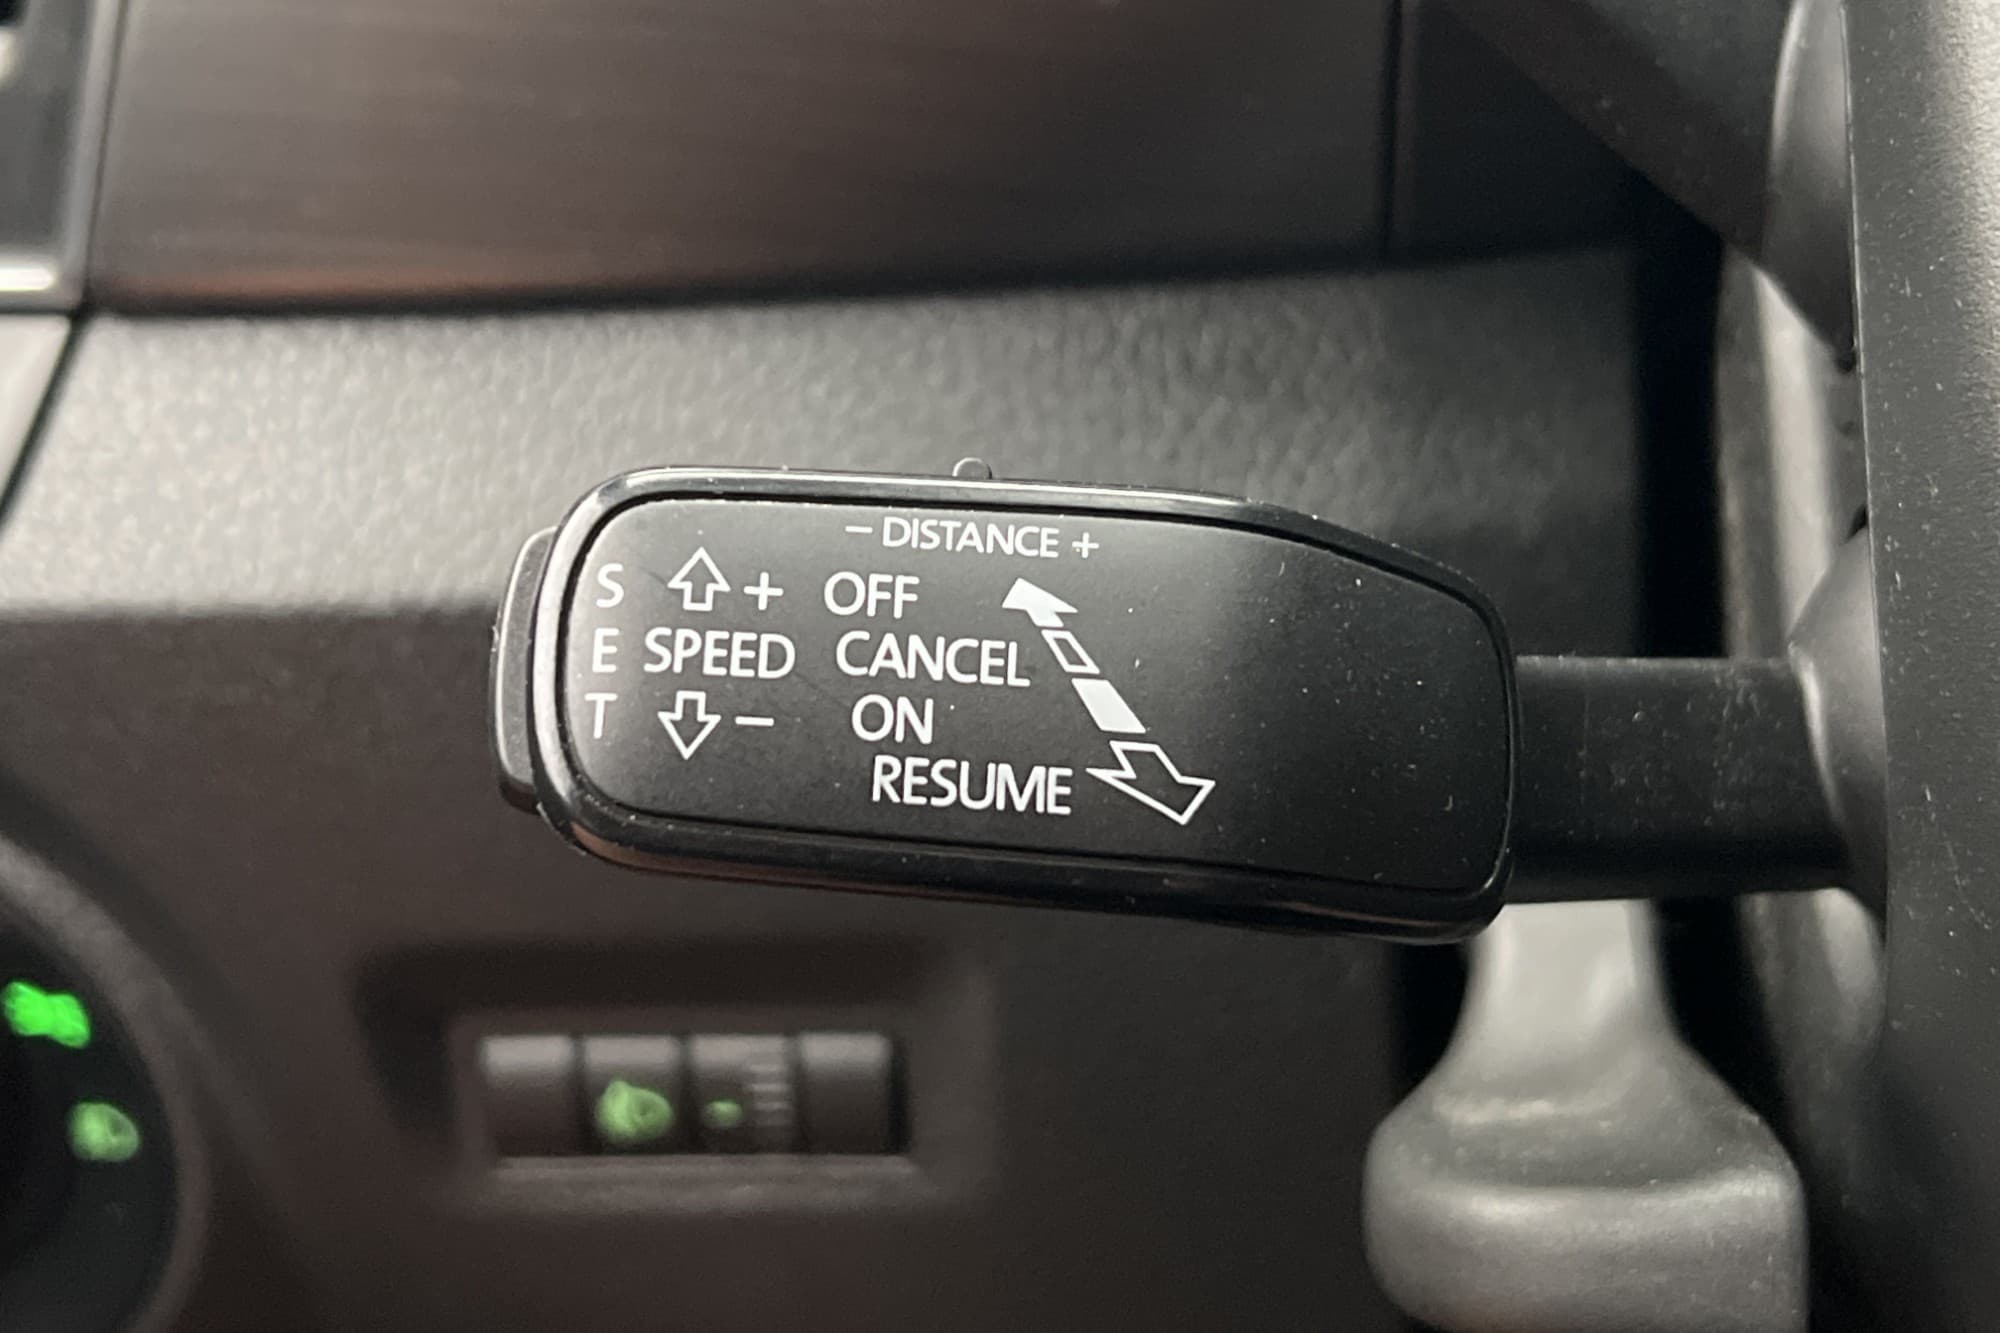 – DISTANCE +
S + OFF
E SPEED CANCEL
T – ON
RESUME